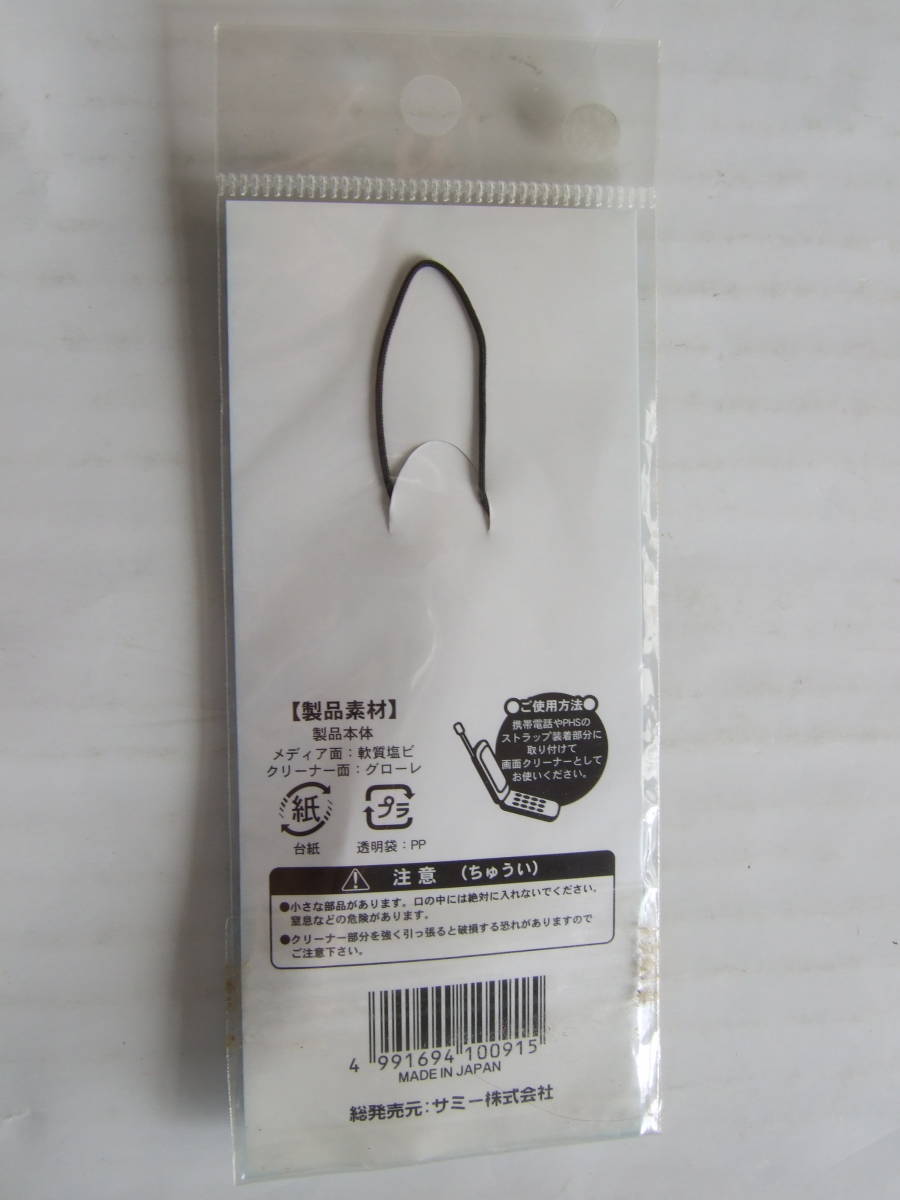 【製品素材】
製品本体
メディア面：軟質塩ビ
クリーナー面：グローレ
紙
台紙
プラ
透明袋：PP
ご使用方法
携帯電話やPHSの
ストラップ装着部分に
取り付けて
画面クリーナーとして
お使いください。
注意 （ちゅうい）
●小さな部品があります。口の中には絶対に入れないでください。
窒息などの危険があります。
●クリーナー部分を強く引っ張ると破損する恐れがありますので
ご注意下さい。
4 991694 100915
MADE IN JAPAN
総発売元：サミー株式会社